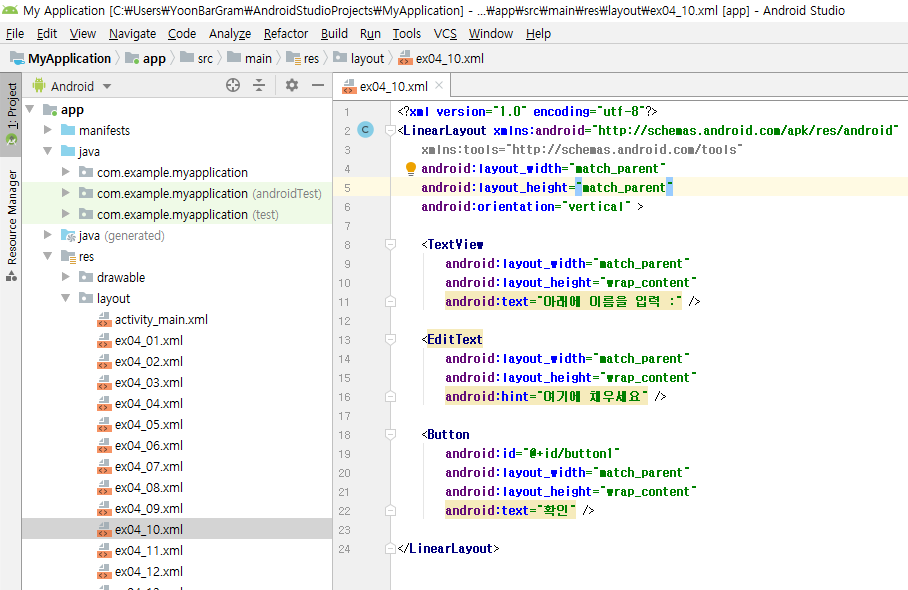 My Application [C:\Users\YoonBarGram\AndroidStudioProjects\MyApplication] - ...\app\src\main\res\layout\ex04_10.xml [app] - Android Studio
File Edit View Navigate Code Analyze Refactor Build Run Tools VCS Window Help
MyApplication app src main res layout ex04_10.xml
1: Project
Resource Manager
Android
app
manifests
java
com.example.myapplication
com.example.myapplication (androidTest)
com.example.myapplication (test)
java (generated)
res
drawable
layout
activity_main.xml
ex04_01.xml
ex04_02.xml
ex04_03.xml
ex04_04.xml
ex04_05.xml
ex04_06.xml
ex04_07.xml
ex04_08.xml
ex04_09.xml
ex04_10.xml
ex04_11.xml
ex04_12.xml
ex04_10.xml
1 <?xml version="1.0" encoding="utf-8"?>
2 C <LinearLayout xmlns:android="http://schemas.android.com/apk/res/android"
3 xmlns:tools="http://schemas.android.com/tools"
4 android:layout_width="match_parent"
5 android:layout_height="match_parent"
6 android:orientation="vertical" >
7
8 <TextView
9 android:layout_width="match_parent"
10 android:layout_height="wrap_content"
11 android:text="아래에 이름을 입력 :" />
12
13 <EditText
14 android:layout_width="match_parent"
15 android:layout_height="wrap_content"
16 android:hint="여기에 채우세요" />
17
18 <Button
19 android:id="@+id/button1"
20 android:layout_width="match_parent"
21 android:layout_height="wrap_content"
22 android:text="확인" />
23
24 </LinearLayout>